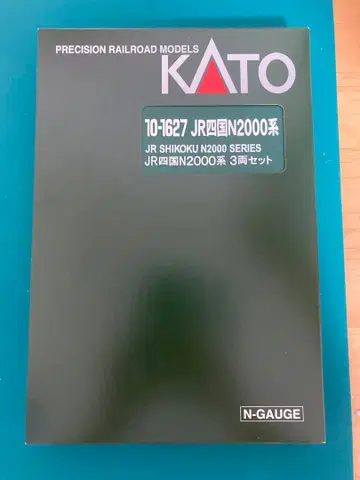 PRECISION RAILROAD MODELS
KATO
10-1627 JR四国N2000系
JR SHIKOKU N2000 SERIES
JR四国N2000系 3両セット
N-GAUGE